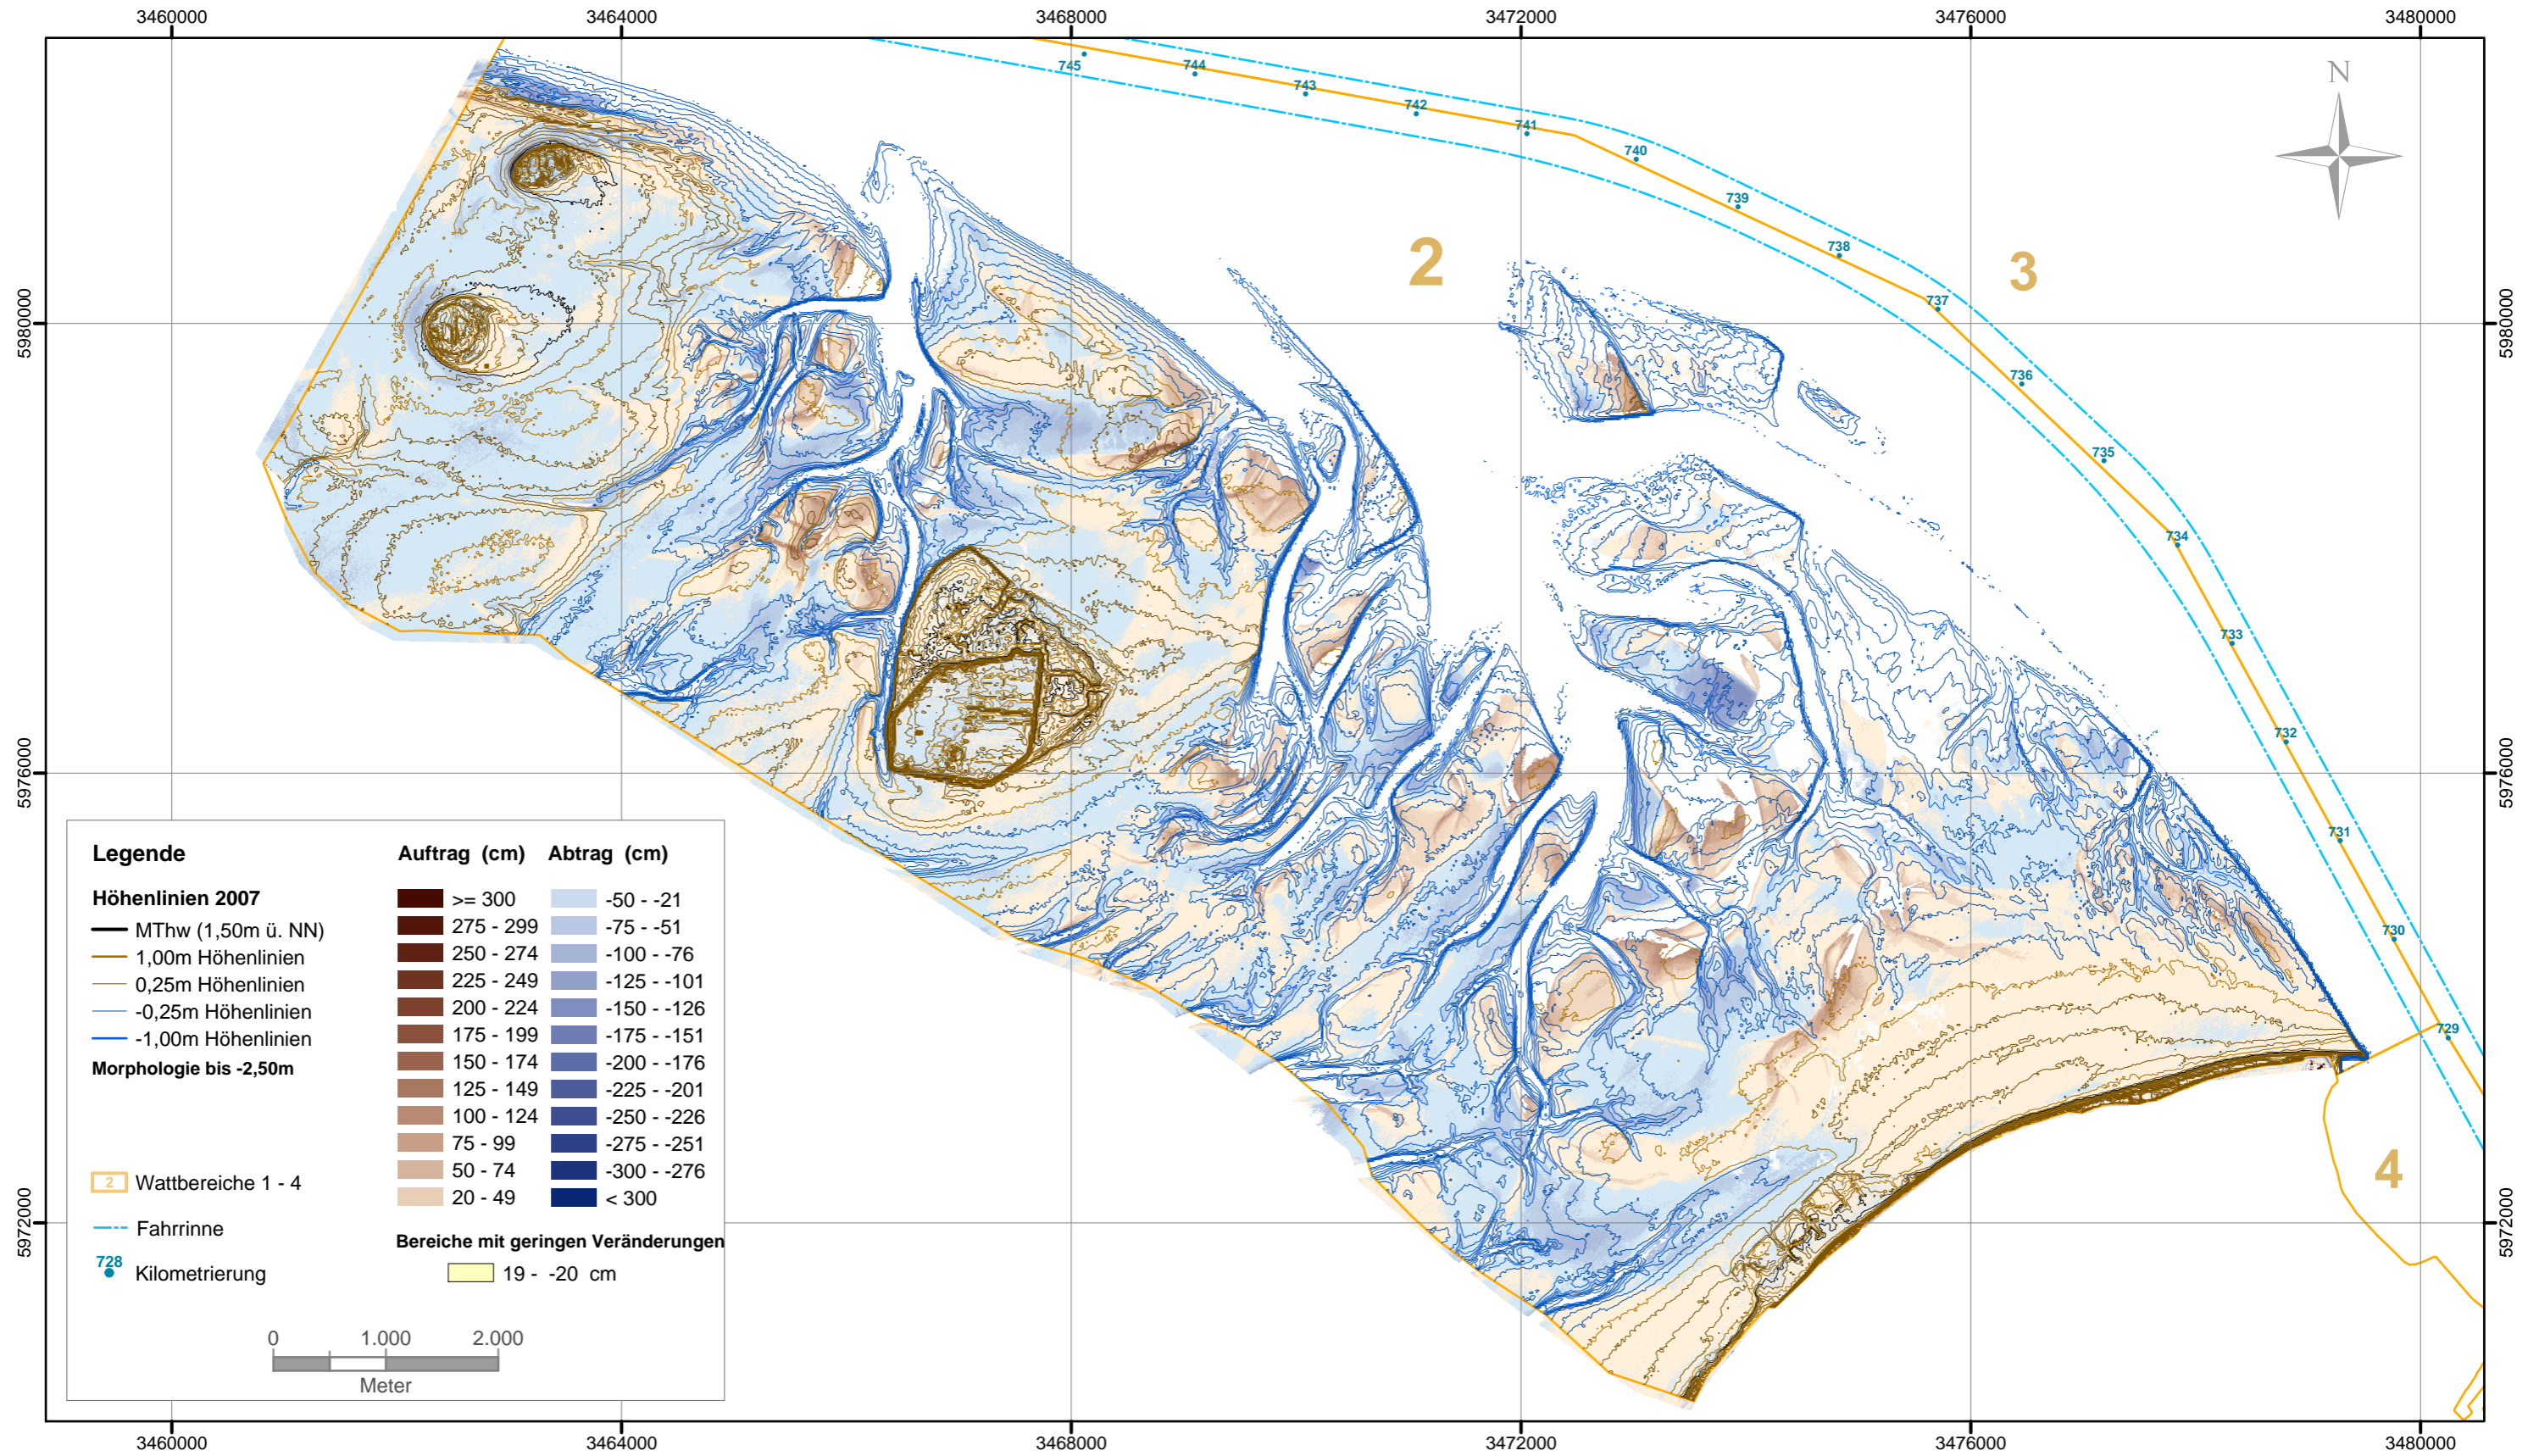 3460000 3464000 3468000 3472000 3476000 3480000
745 744 743 742 741 740 739 738 737 736 735 734 733 732 731 730 729
N
2 3 4
5980000 5980000
5976000 5976000
5972000 5972000
Legende
Höhenlinien 2007
MThw (1,50m ü. NN)
1,00m Höhenlinien
0,25m Höhenlinien
-0,25m Höhenlinien
-1,00m Höhenlinien
Morphologie bis -2,50m
2 Wattbereiche 1 - 4
Fahrrinne
728 Kilometrierung
Auftrag (cm) Abtrag (cm)
>= 300 -50 - -21
275 - 299 -75 - -51
250 - 274 -100 - -76
225 - 249 -125 - -101
200 - 224 -150 - -126
175 - 199 -175 - -151
150 - 174 -200 - -176
125 - 149 -225 - -201
100 - 124 -250 - -226
75 - 99 -275 - -251
50 - 74 -300 - -276
20 - 49 < 300
Bereiche mit geringen Veränderungen
19 - -20 cm
0 1.000 2.000
Meter
3460000 3464000 3468000 3472000 3476000 3480000